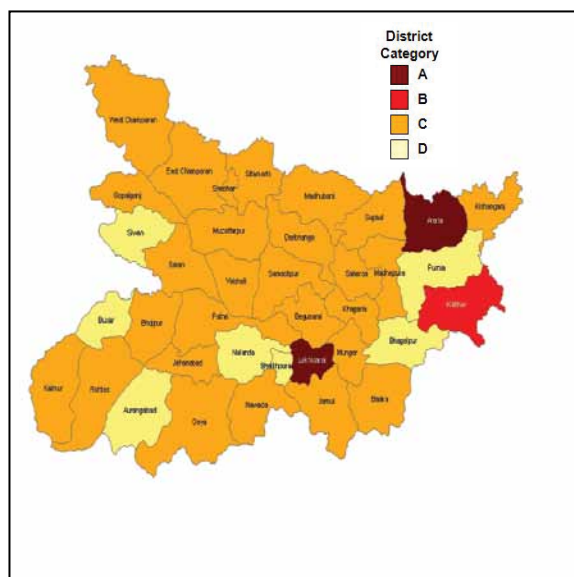 District
Category
A
B
C
D
West Champaran
East Champaran
Sitamarhi
Sheohar
Gopalganj
Madhubani
Kishanganj
Supaul
Araria
Siwan
Muzaffarpur
Darbhanga
Purnia
Saran
Saharsa
Madhepura
Vaishali
Samastipur
Katihar
Buxar
Bhojpur
Patna
Begusarai
Khagaria
Bhagalpur
Nalanda
Sheikhpura
Lakhisarai
Munger
Jehanabad
Kaimur
Rohtas
Aurangabad
Gaya
Nawada
Jamui
Banka